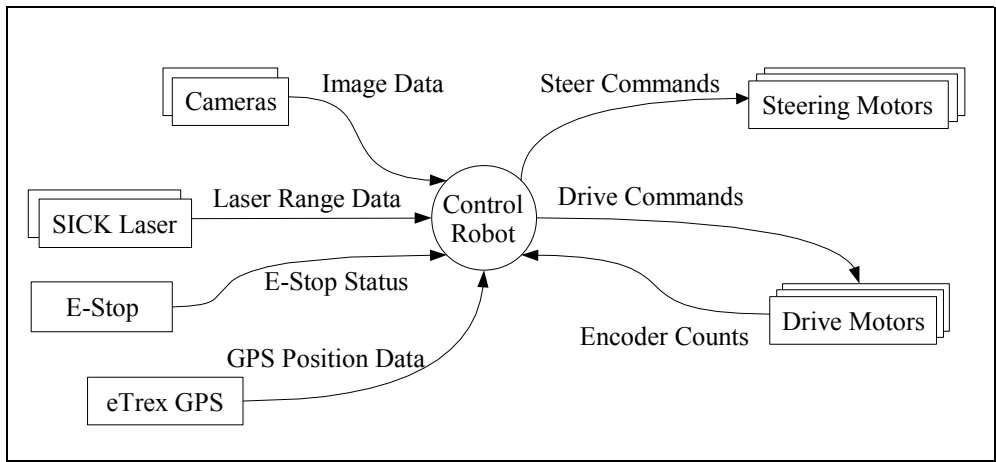 Image Data
Steer Commands
Cameras
Steering Motors
Laser Range Data
Drive Commands
SICK Laser
Control
Robot
E-Stop
E-Stop Status
Drive Motors
Encoder Counts
GPS Position Data
eTrex GPS